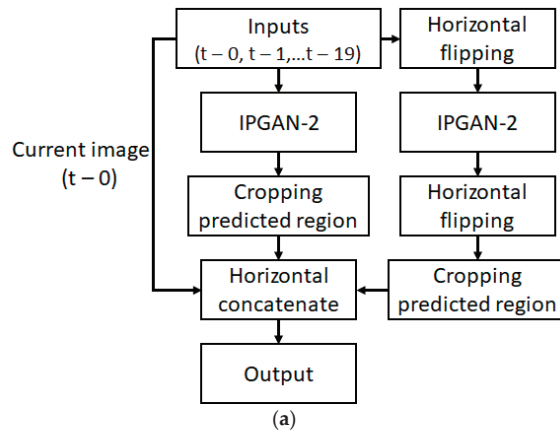 Inputs
(t – 0, t – 1,...t – 19)
Horizontal
flipping
IPGAN-2
IPGAN-2
Current image
(t – 0)
Cropping
predicted region
Horizontal
flipping
Horizontal
concatenate
Cropping
predicted region
Output
(a)